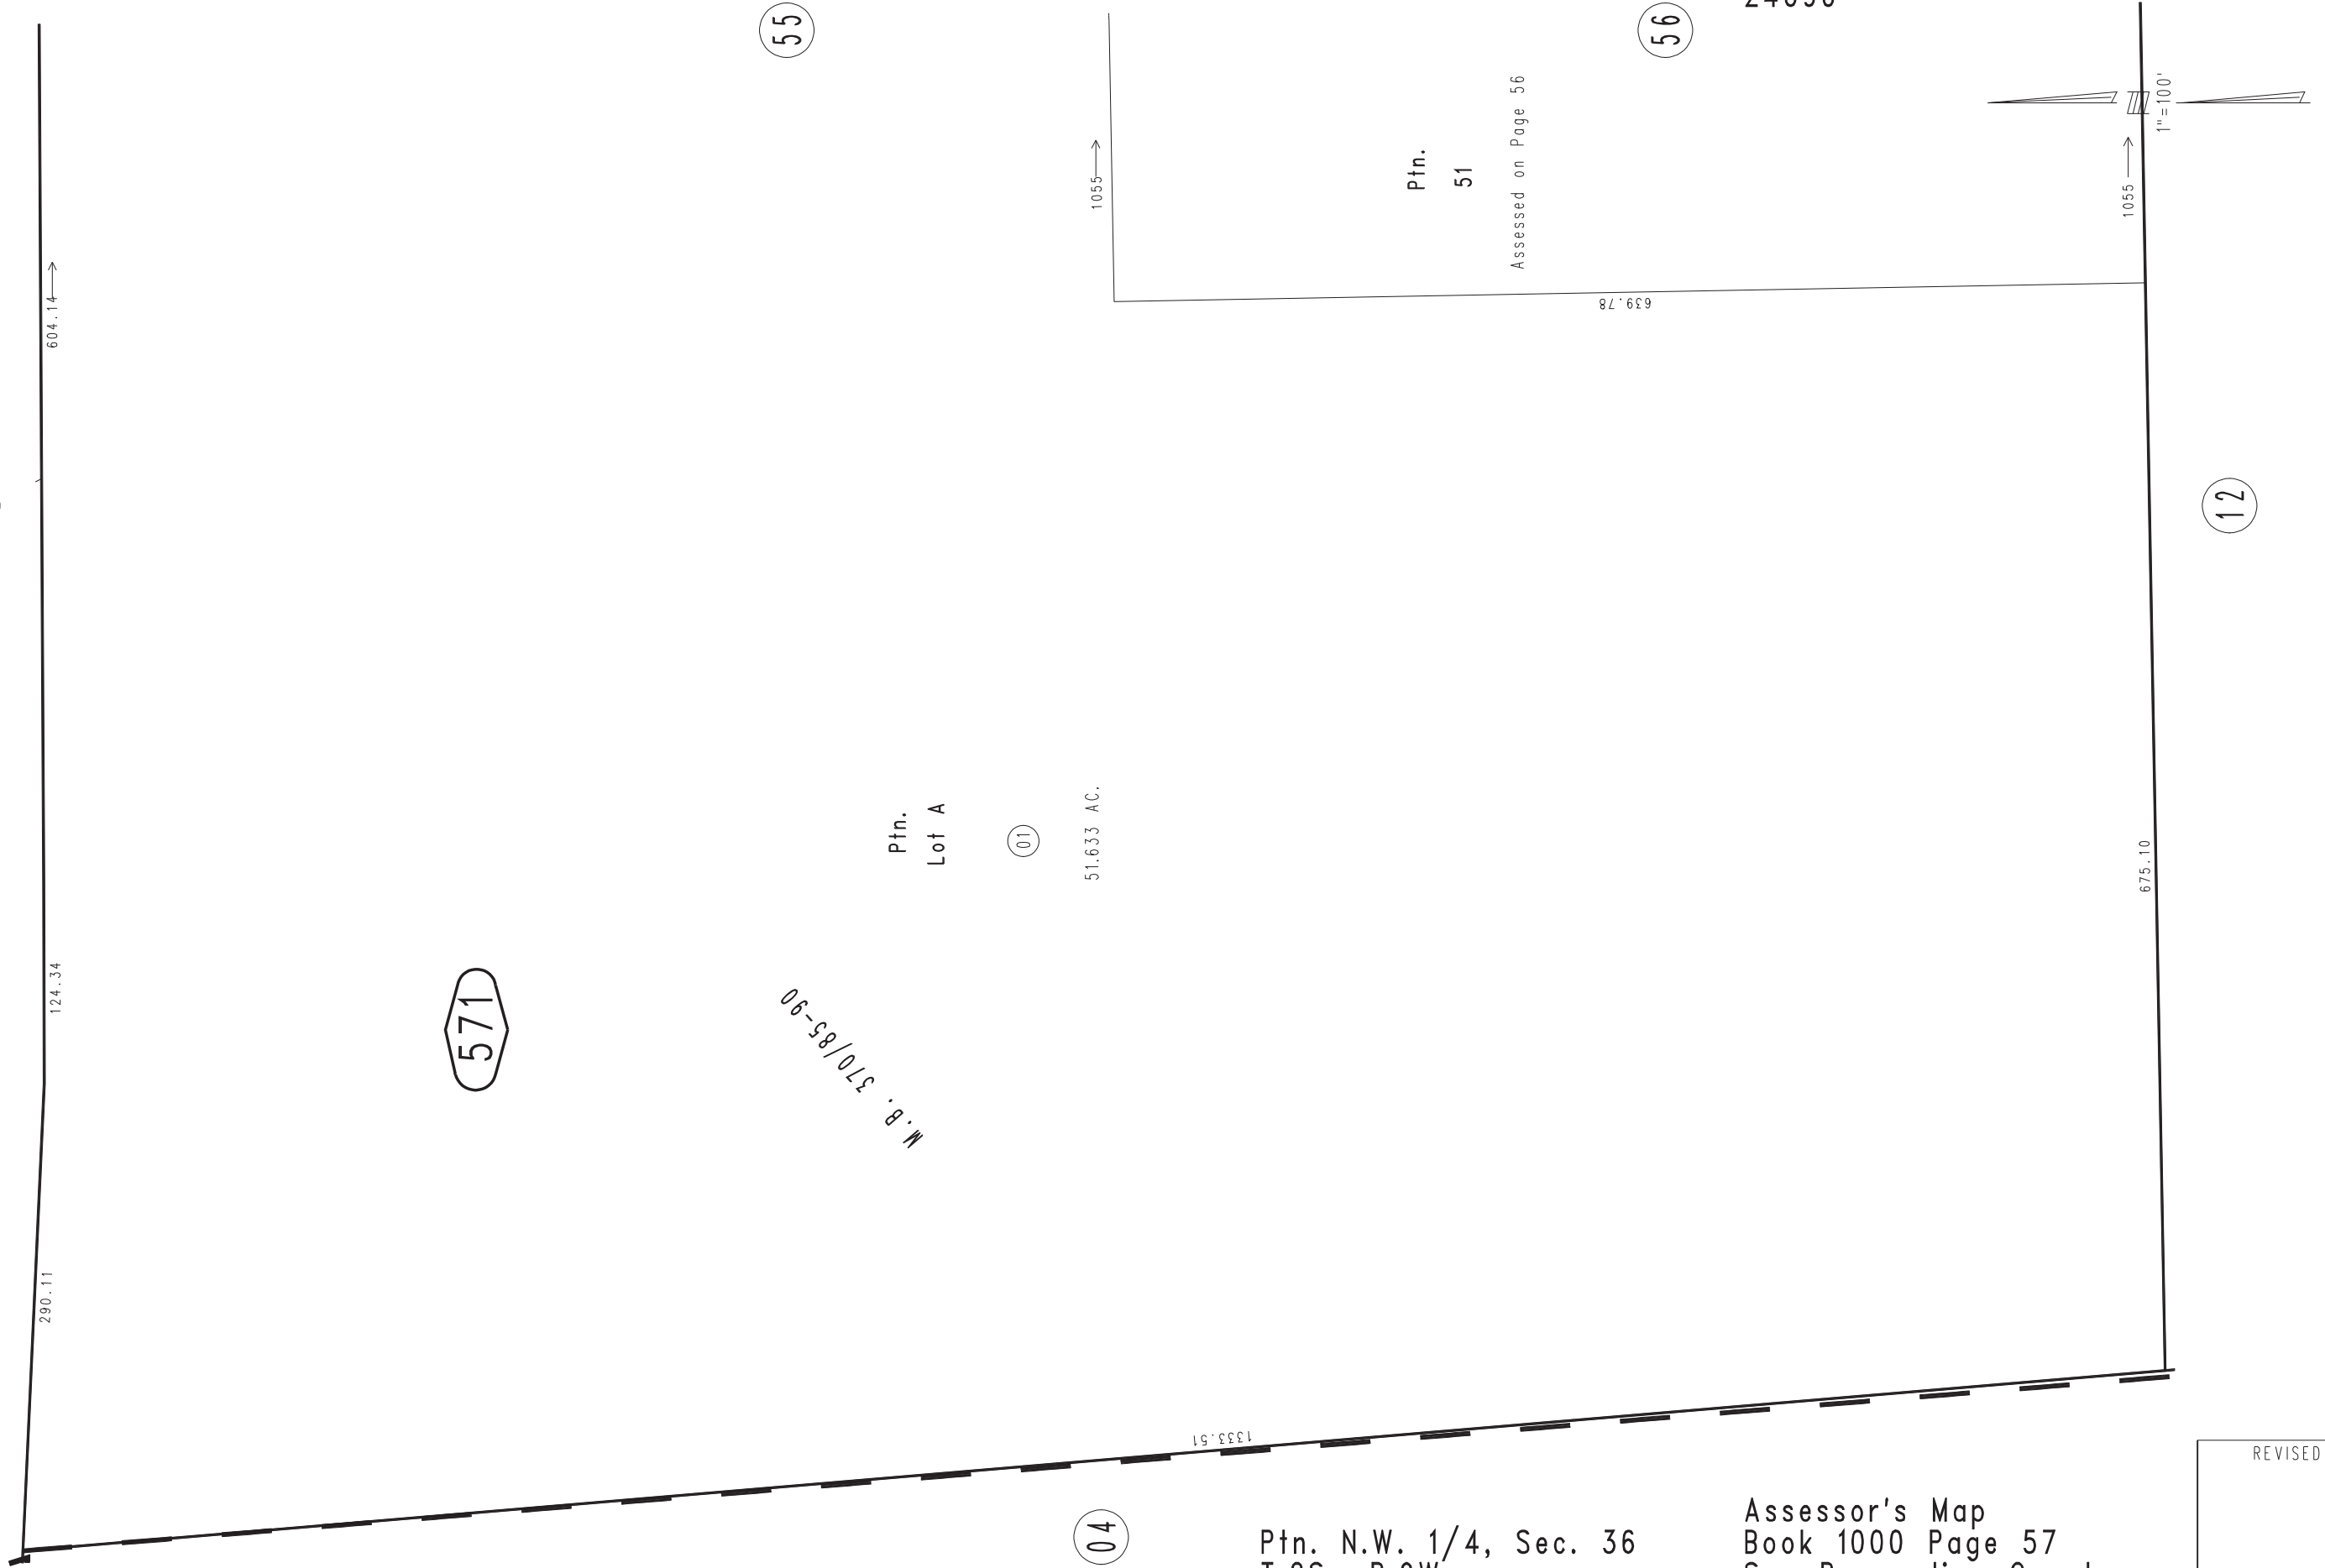 55
56
1"=100'
1055
1055
Ptn.
51
Assessed on Page 56
604.14
639.78
12
Ptn.
Lot A
01
51.633 AC.
675.10
124.34
571
M.B. 370/85-90
290.11
1333.51
04
REVISED
Assessor's Map
Book 1000 Page 57
Ptn. N.W. 1/4, Sec. 36